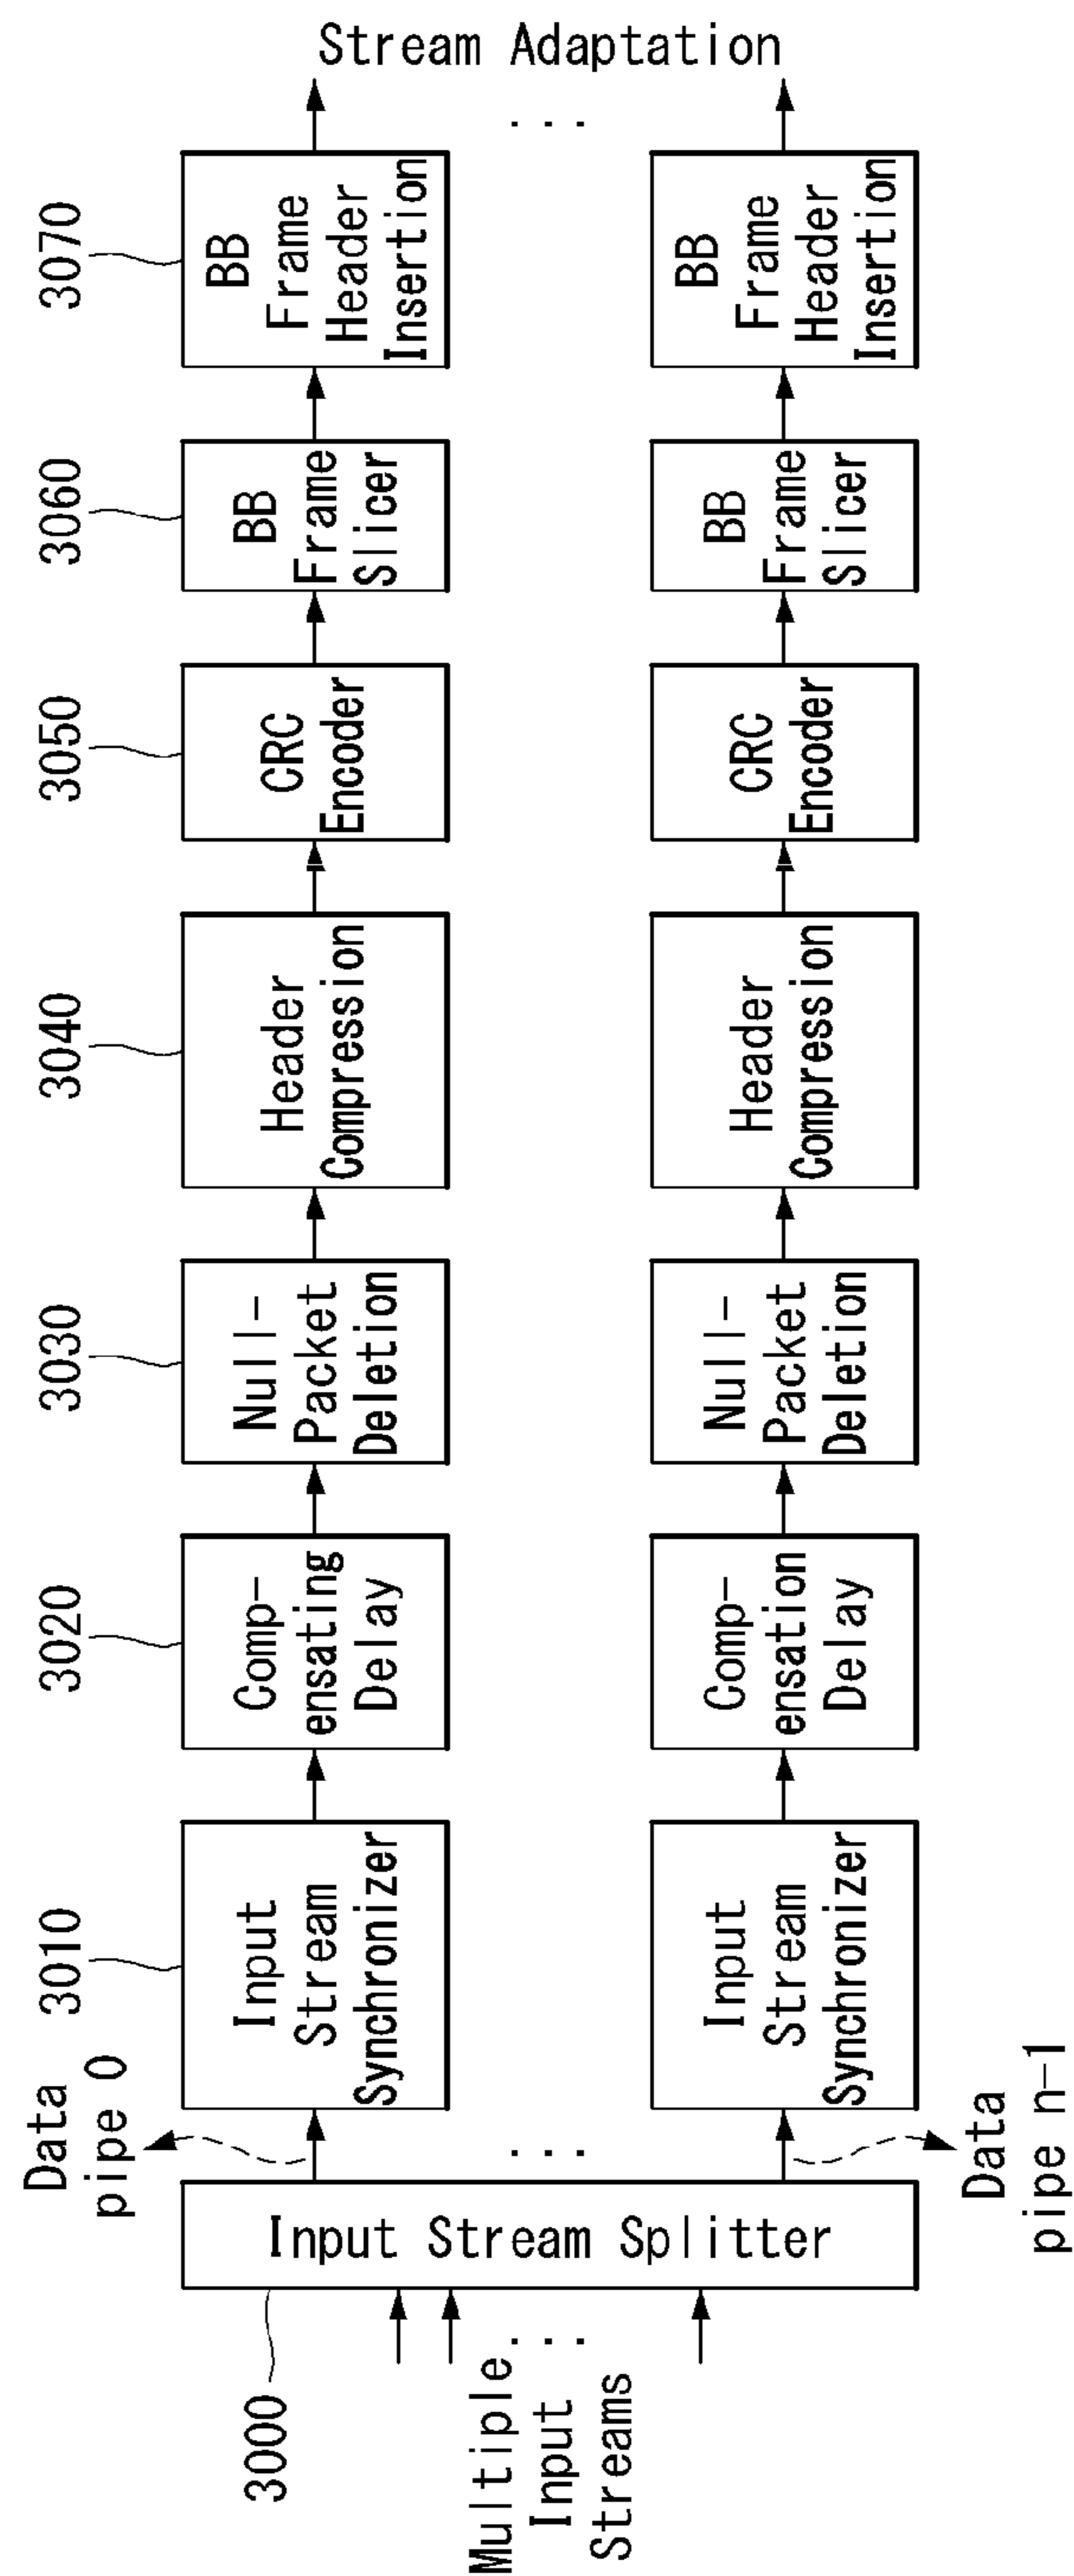 3000
3010
3020
3030
3040
3050
3060
3070
Data
pipe 0
Multiple
Input
Streams
...
Input Stream Splitter
Input
Stream
Synchronizer
Comp-
ensating
Delay
Null-
Packet
Deletion
Header
Compression
CRC
Encoder
BB
Frame
Slicer
BB
Frame
Header
Insertion
Stream Adaptation
...
...
Input
Stream
Synchronizer
Comp-
ensation
Delay
Null-
Packet
Deletion
Header
Compression
CRC
Encoder
BB
Frame
Slicer
BB
Frame
Header
Insertion
Data
pipe n-1